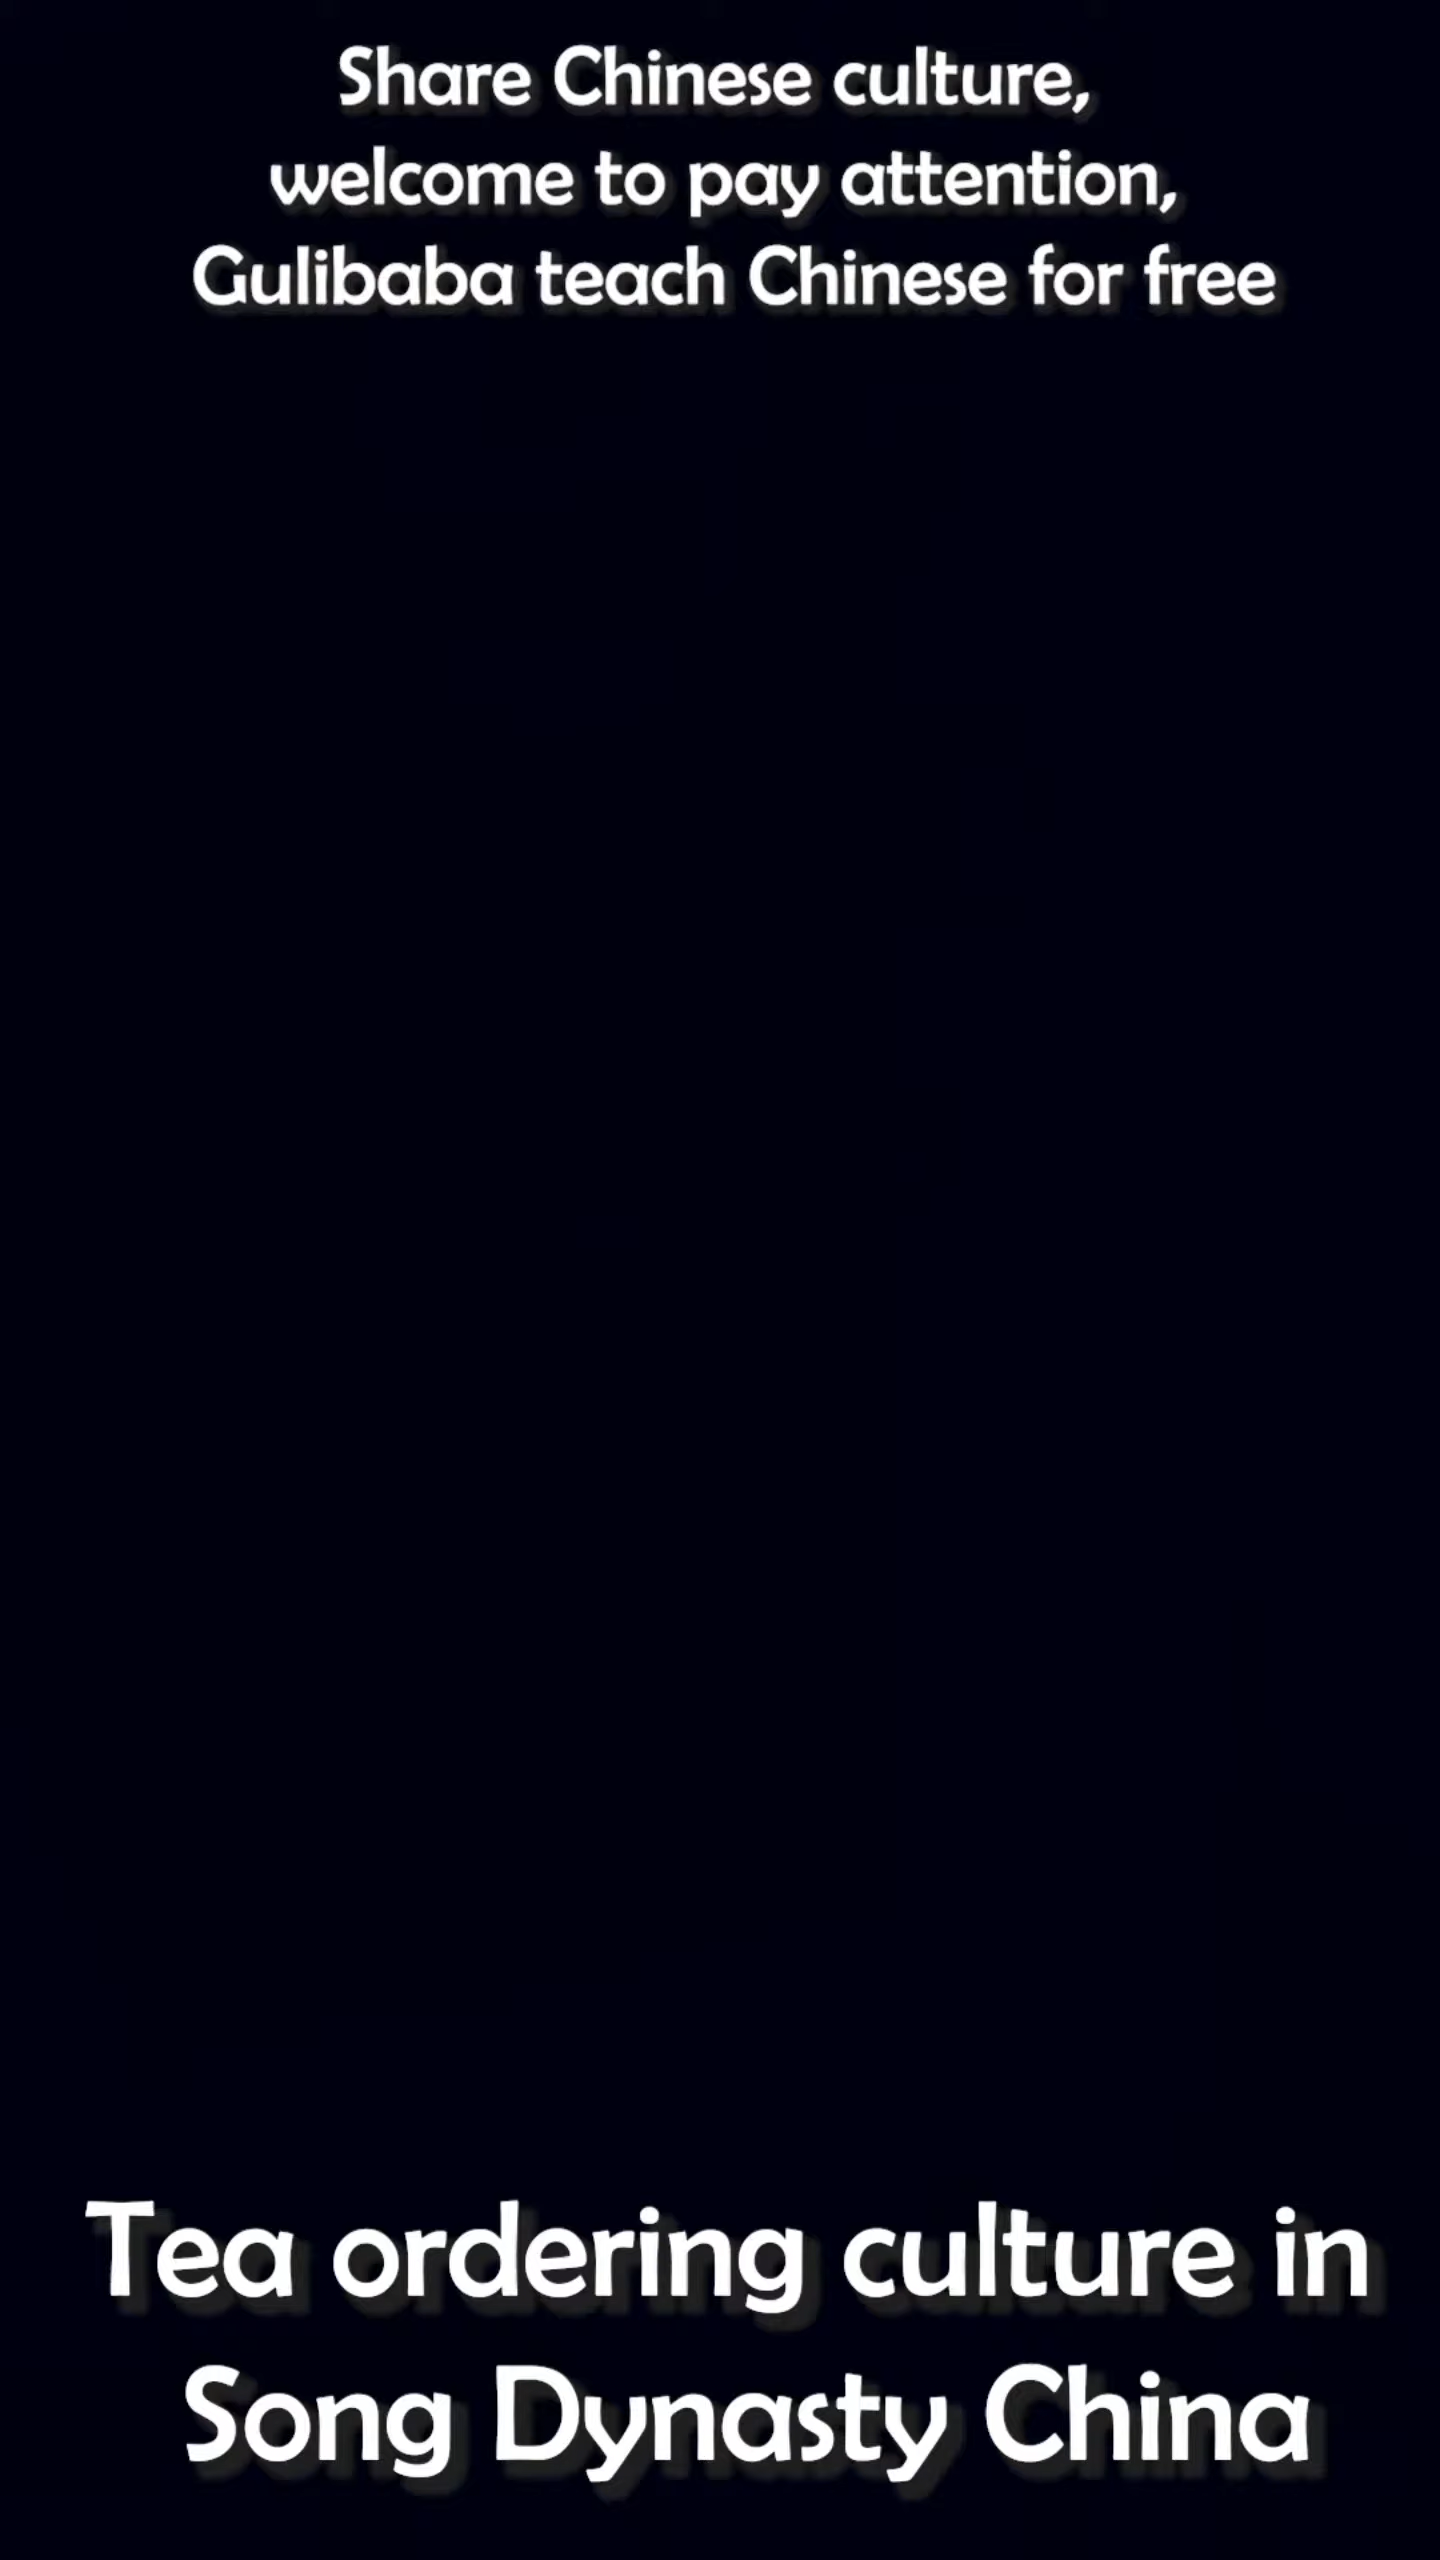 Share Chinese culture,
welcome to pay attention,
Gulibaba teach Chinese for free
Tea ordering culture in
Song Dynasty China